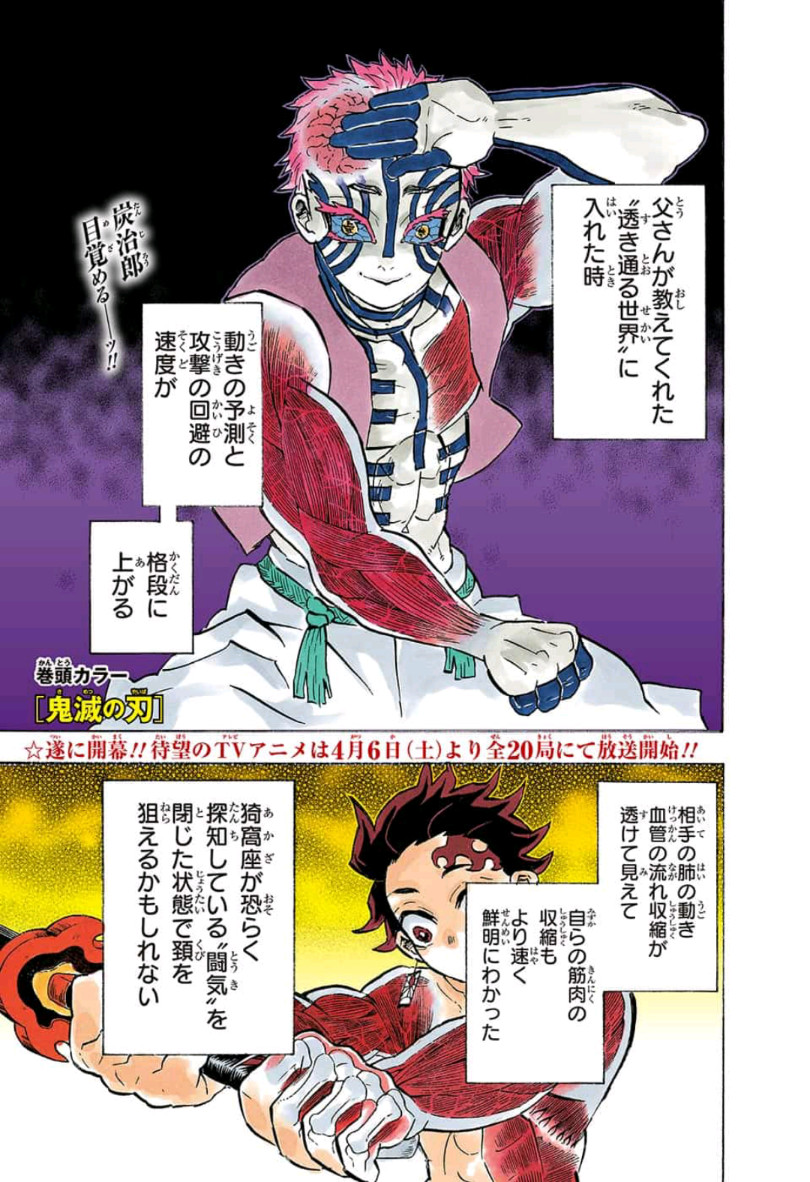 父さんが教えてくれた
〝透き通る世界〟に
入れた時
動きの予測と
攻撃の回避の
速度が
格段に
上がる
炭治郎
目覚める――ッ!!
巻頭カラー
[鬼滅の刃]
☆遂に開幕!!待望のTVアニメは4月6日(土)より全20局にて放送開始!!
相手の肺の動き
血管の流れ収縮が
透けて見えて
自らの筋肉の
収縮も
より速く
鮮明にわかった
猗窩座が恐らく
探知している〝闘気〟を
閉じた状態で頚を
狙えるかもしれない